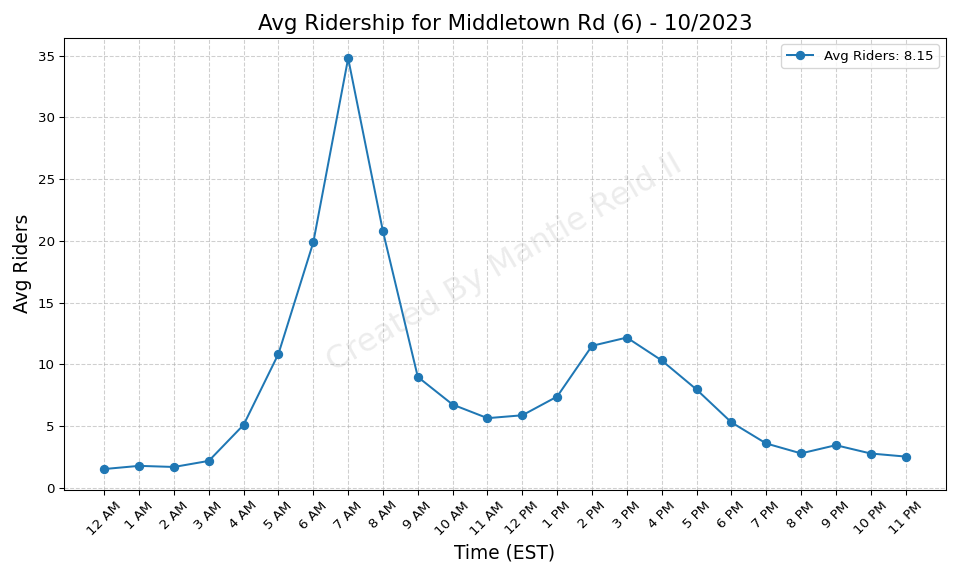 Avg Ridership for Middletown Rd (6) - 10/2023
Avg Riders: 8.15
Avg Riders
35
30
25
20
15
10
5
0
Created By Mantie Reid II
12 AM
1 AM
2 AM
3 AM
4 AM
5 AM
6 AM
7 AM
8 AM
9 AM
10 AM
11 AM
12 PM
1 PM
2 PM
3 PM
4 PM
5 PM
6 PM
7 PM
8 PM
9 PM
10 PM
11 PM
Time (EST)